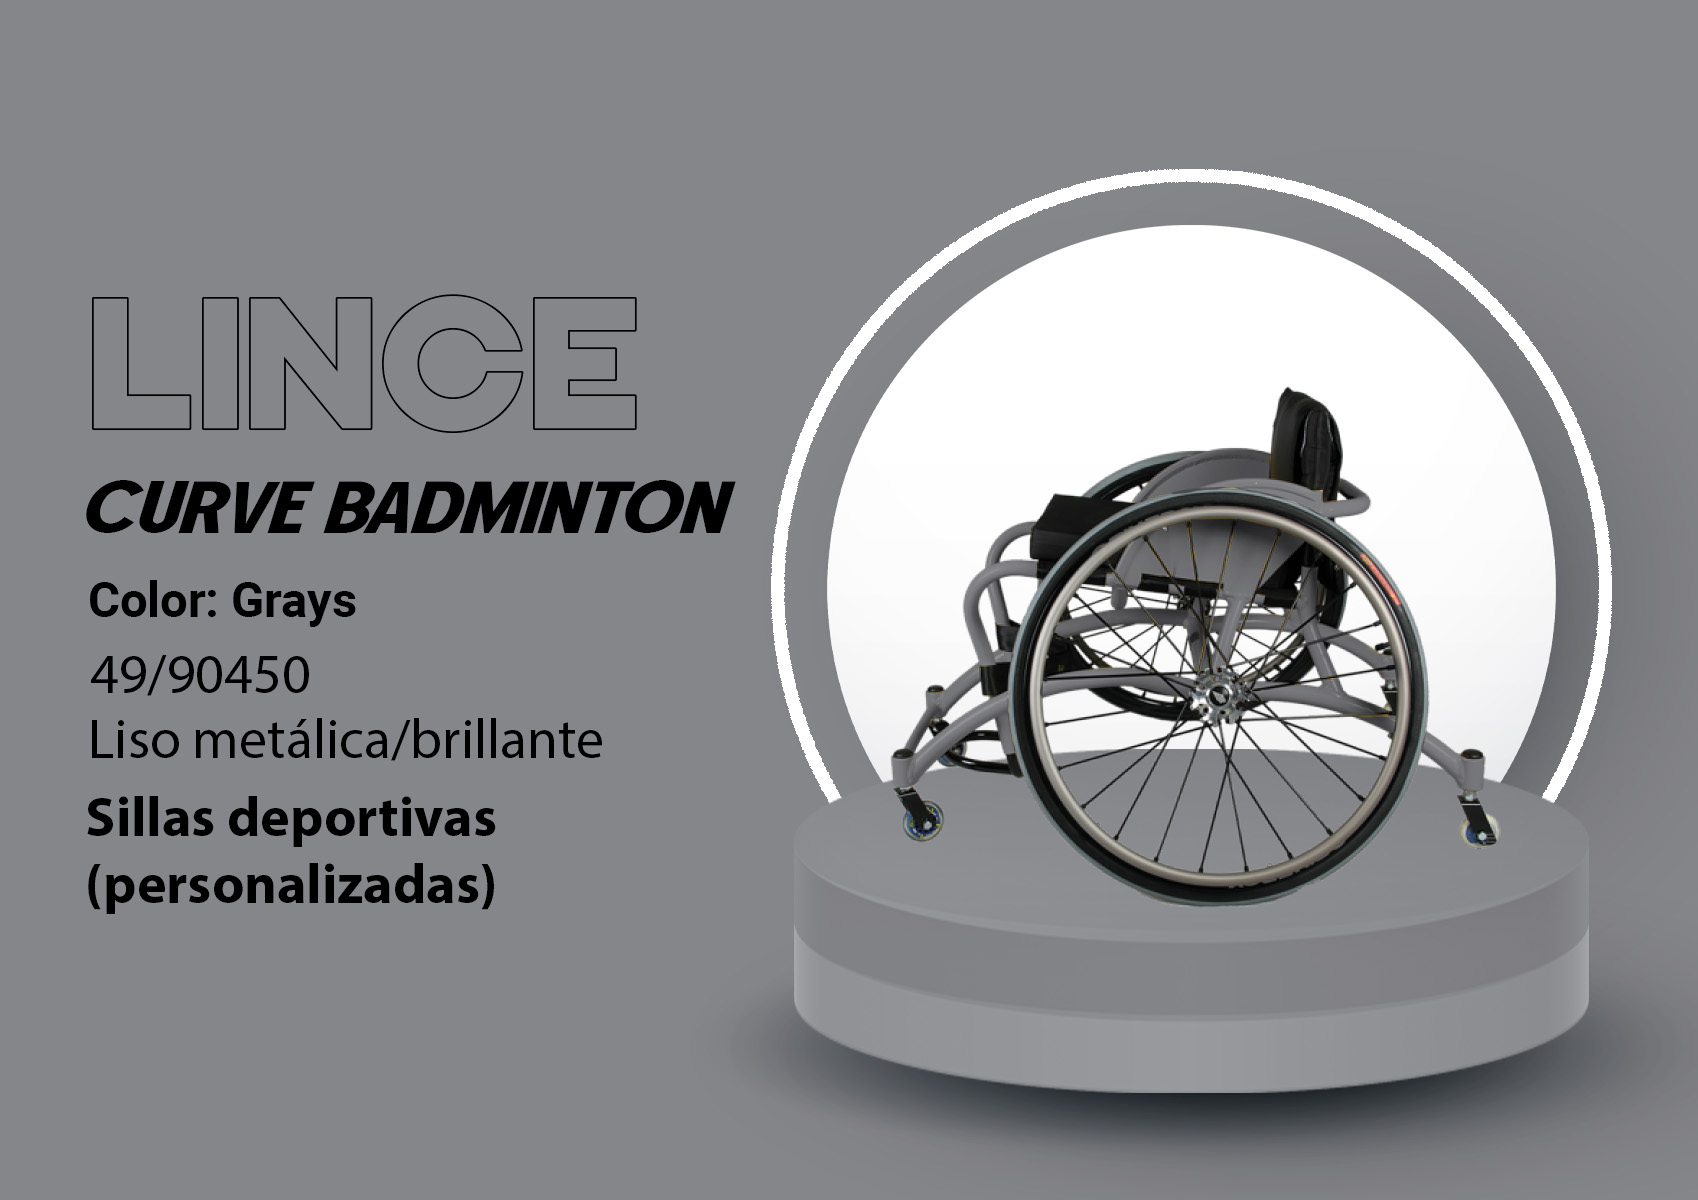 LINCE
CURVE BADMINTON
Color: Grays
49/90450
Liso metálica/brillante
Sillas deportivas
(personalizadas)